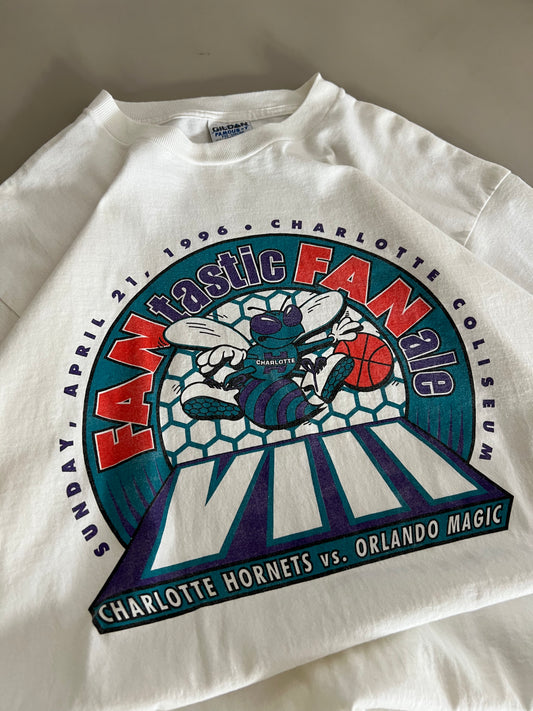 GILDAN
SUNDAY, APRIL 21, 1996 • CHARLOTTE COLISEUM
FANtastic FANale
CHARLOTTE
VIII
CHARLOTTE HORNETS vs. ORLANDO MAGIC